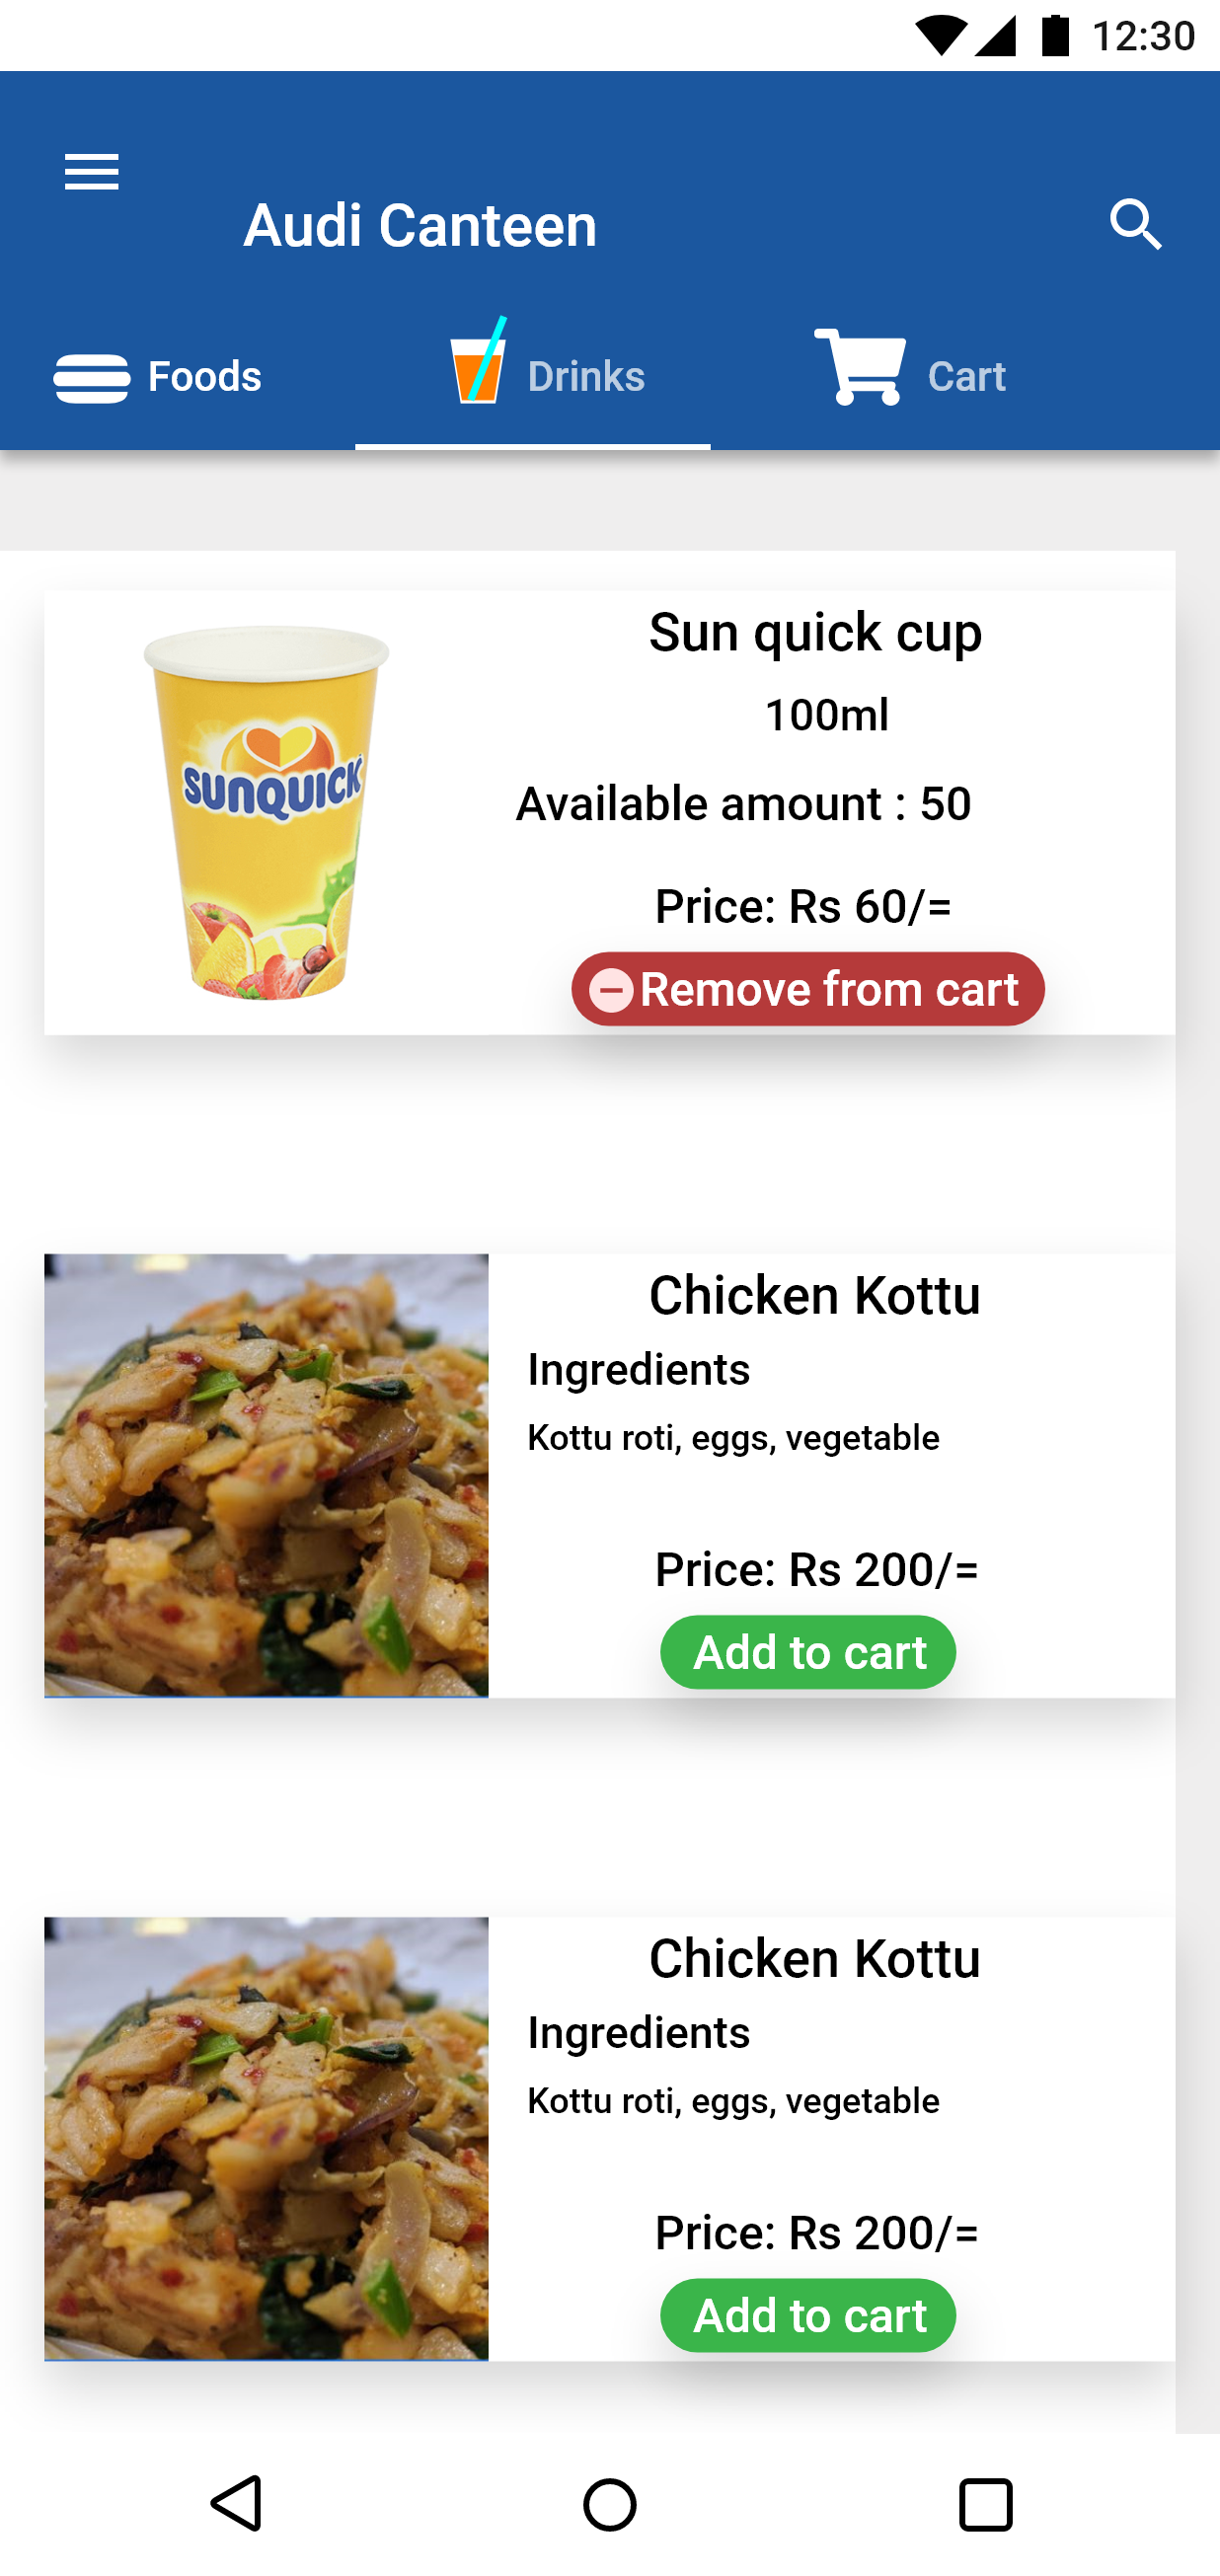 12:30
Audi Canteen
Foods
Drinks
Cart
Sun quick cup
SUNQUICK
100ml
Available amount : 50
Price: Rs 60/=
Remove from cart
Chicken Kottu
Ingredients
Kottu roti, eggs, vegetable
Price: Rs 200/=
Add to cart
Chicken Kottu
Ingredients
Kottu roti, eggs, vegetable
Price: Rs 200/=
Add to cart